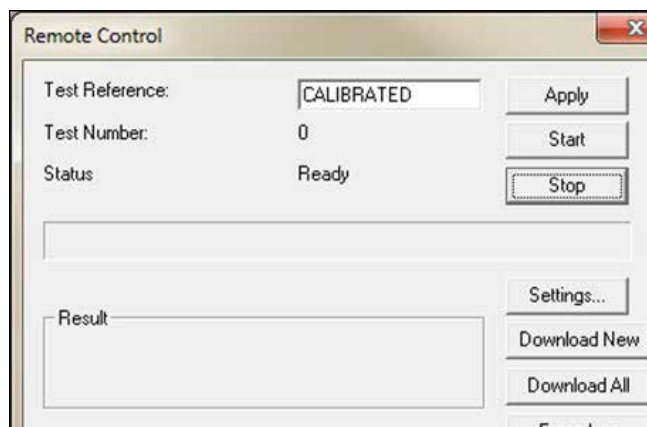 Remote Control
Test Reference: CALIBRATED Apply
Test Number: 0 Start
Status Ready Stop
Settings...
Result
Download New
Download All